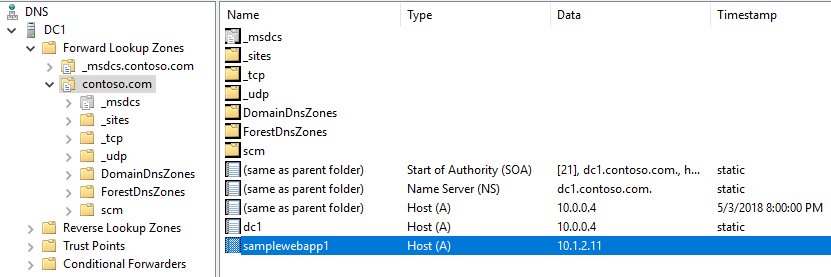 DNS
DC1
Forward Lookup Zones
_msdcs.contoso.com
contoso.com
_msdcs
_sites
_tcp
_udp
DomainDnsZones
ForestDnsZones
scm
Reverse Lookup Zones
Trust Points
Conditional Forwarders
Name Type Data Timestamp
_msdcs
_sites
_tcp
_udp
DomainDnsZones
ForestDnsZones
scm
(same as parent folder) Start of Authority (SOA) [21], dc1.contoso.com., h... static
(same as parent folder) Name Server (NS) dc1.contoso.com. static
(same as parent folder) Host (A) 10.0.0.4 5/3/2018 8:00:00 PM
dc1 Host (A) 10.0.0.4 static
samplewebapp1 Host (A) 10.1.2.11